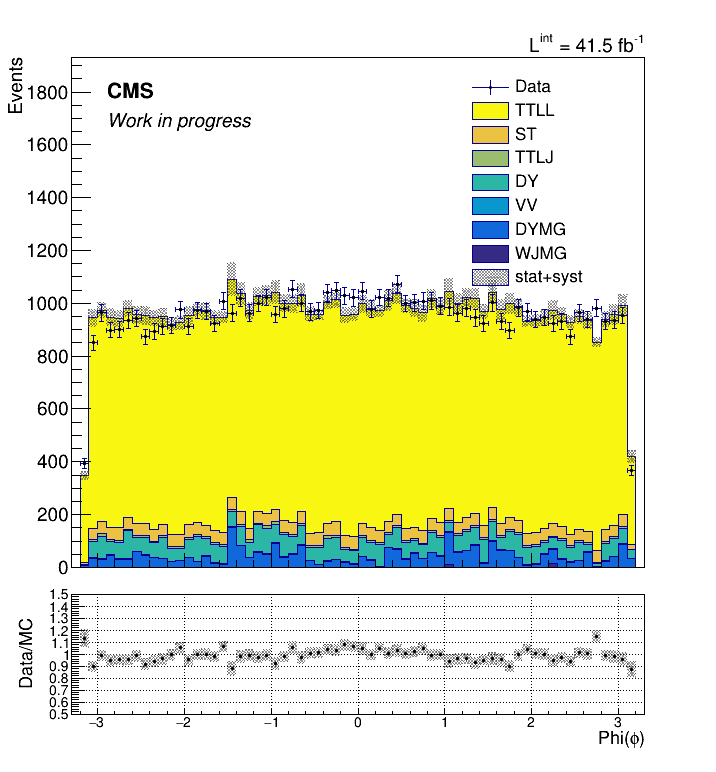 L^int = 41.5 fb^-1
Events
CMS
Work in progress
Data
TTLL
ST
TTLJ
DY
VV
DYMG
WJMG
stat+syst
1800
1600
1400
1200
1000
800
600
400
200
0
Data/MC
1.5
1.4
1.3
1.2
1.1
1
0.9
0.8
0.7
0.6
0.5
−3 −2 −1 0 1 2 3
Phi(ϕ)